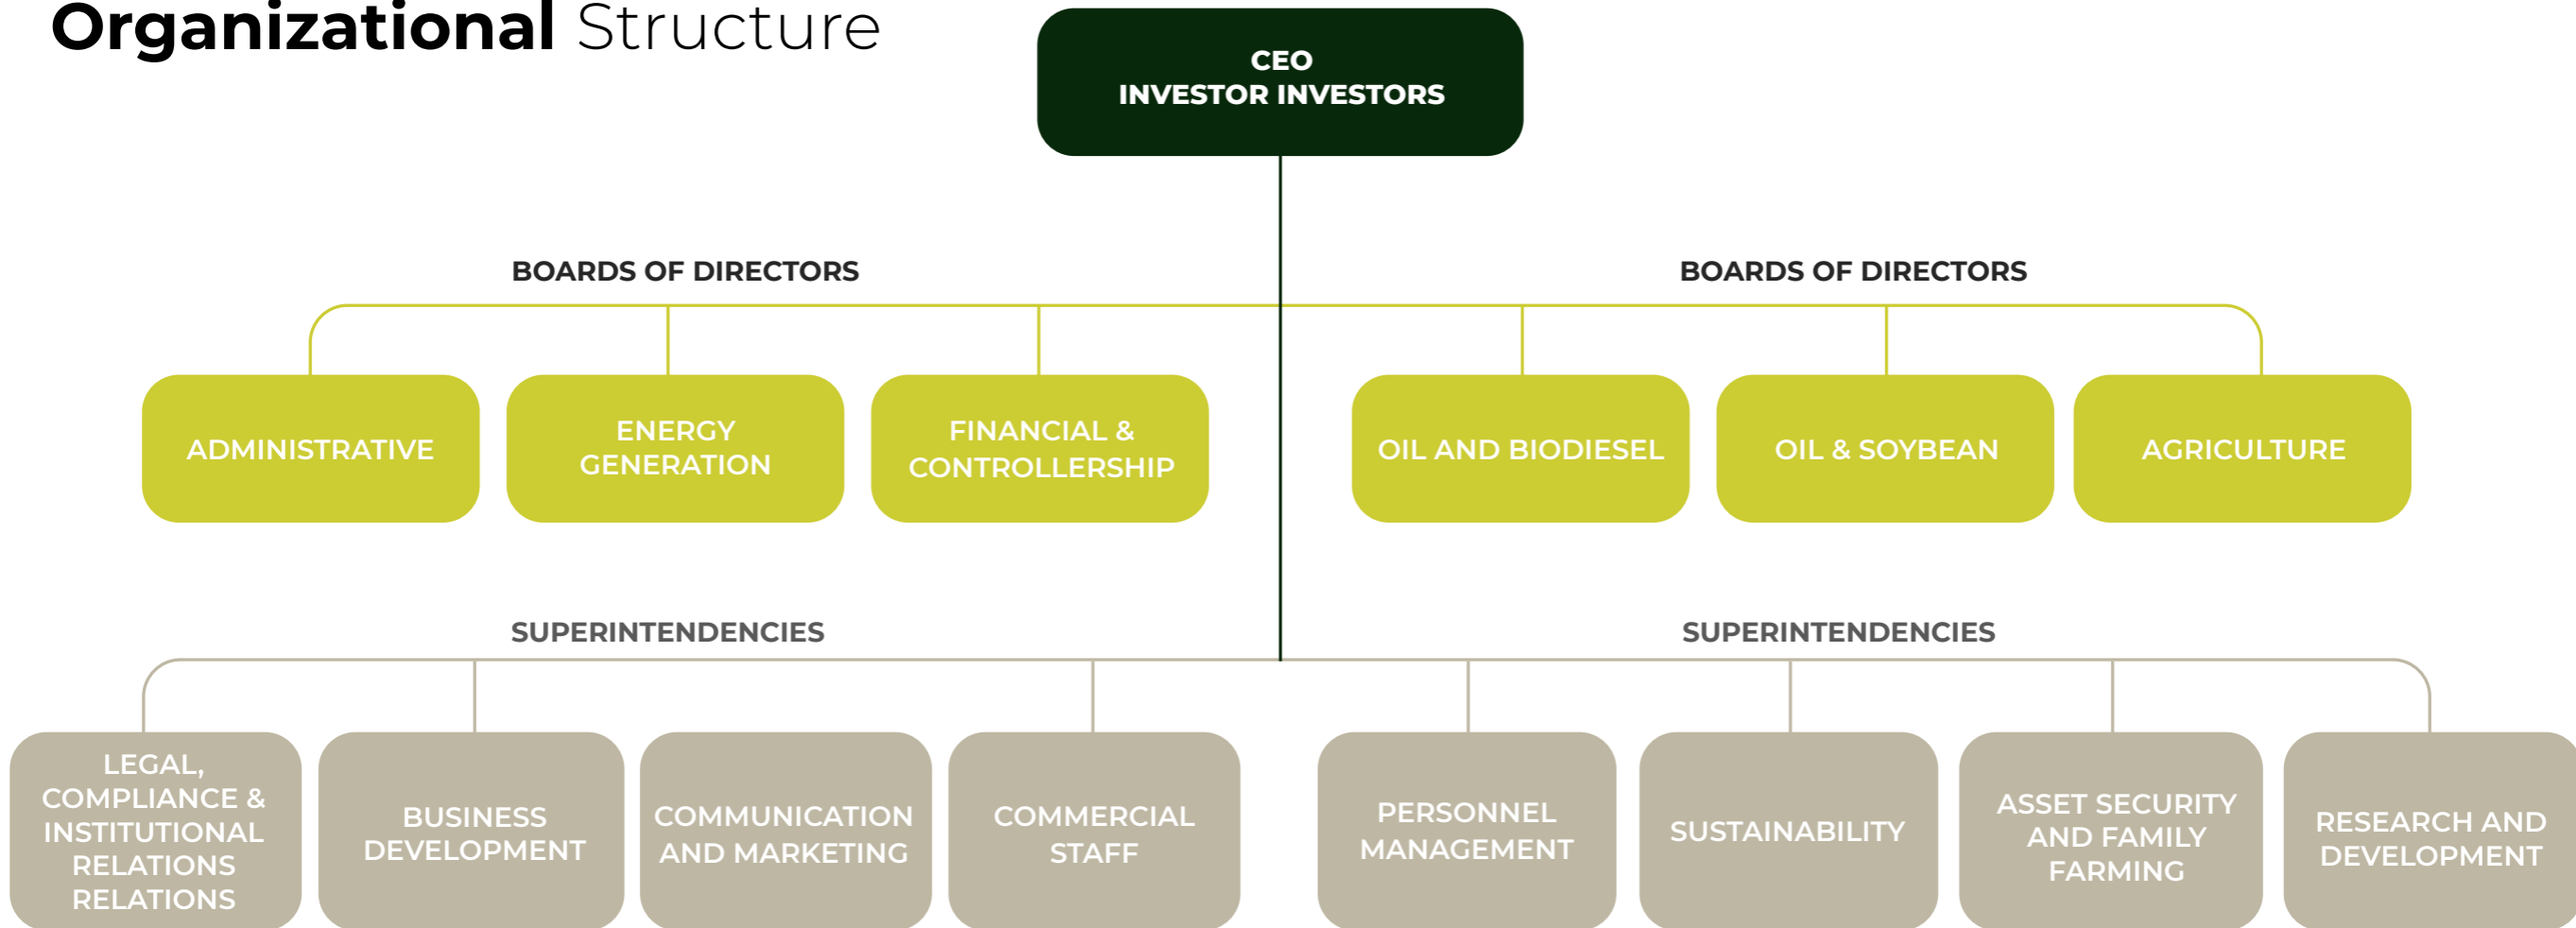 Organizational Structure
CEO
INVESTOR INVESTORS
BOARDS OF DIRECTORS
BOARDS OF DIRECTORS
ADMINISTRATIVE
ENERGY
GENERATION
FINANCIAL &
CONTROLLERSHIP
OIL AND BIODIESEL
OIL & SOYBEAN
AGRICULTURE
SUPERINTENDENCIES
SUPERINTENDENCIES
LEGAL,
COMPLIANCE &
INSTITUTIONAL
RELATIONS
RELATIONS
BUSINESS
DEVELOPMENT
COMMUNICATION
AND MARKETING
COMMERCIAL
STAFF
PERSONNEL
MANAGEMENT
SUSTAINABILITY
ASSET SECURITY
AND FAMILY
FARMING
RESEARCH AND
DEVELOPMENT